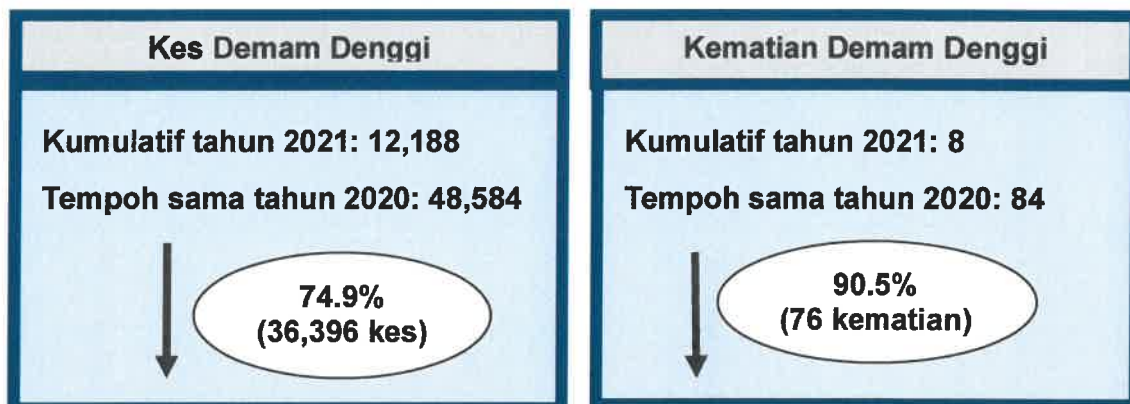 Kes Demam Denggi
Kumulatif tahun 2021: 12,188
Tempoh sama tahun 2020: 48,584
74.9%
(36,396 kes)
Kematian Demam Denggi
Kumulatif tahun 2021: 8
Tempoh sama tahun 2020: 84
90.5%
(76 kematian)